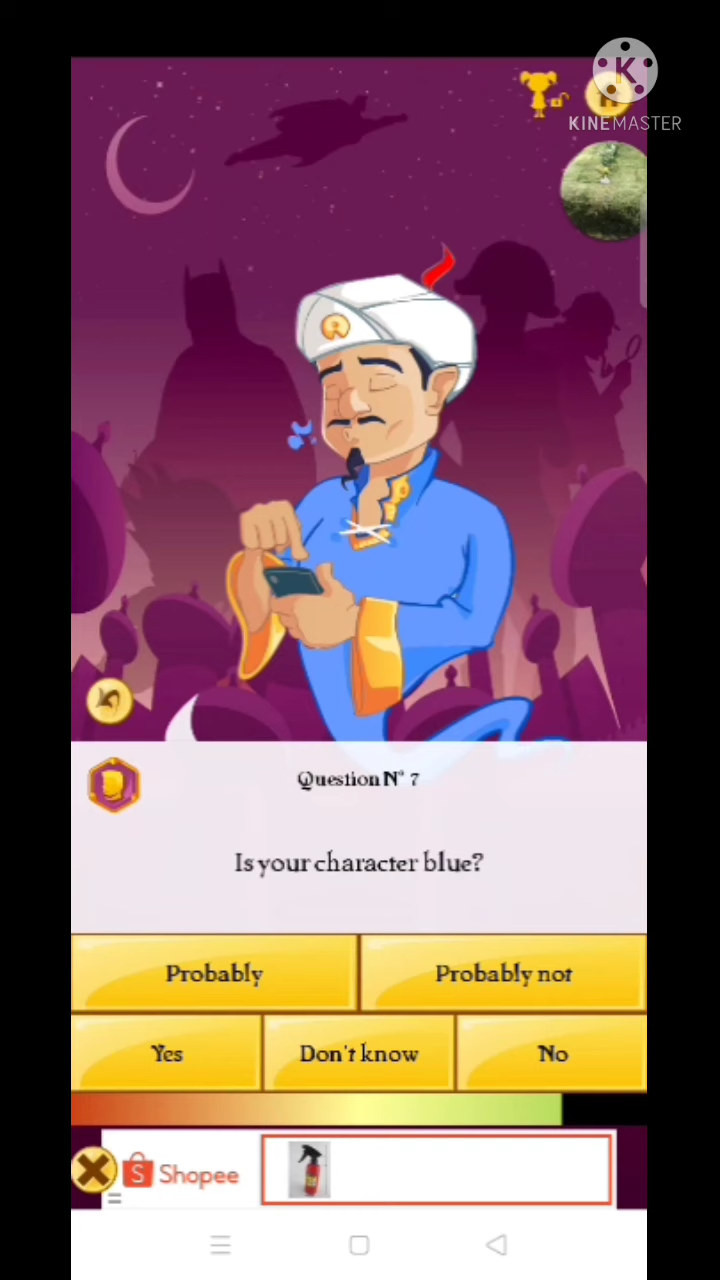 KINEMASTER
Question N° 7
Is your character blue?
Probably
Probably not
Yes
Don't know
No
Shopee